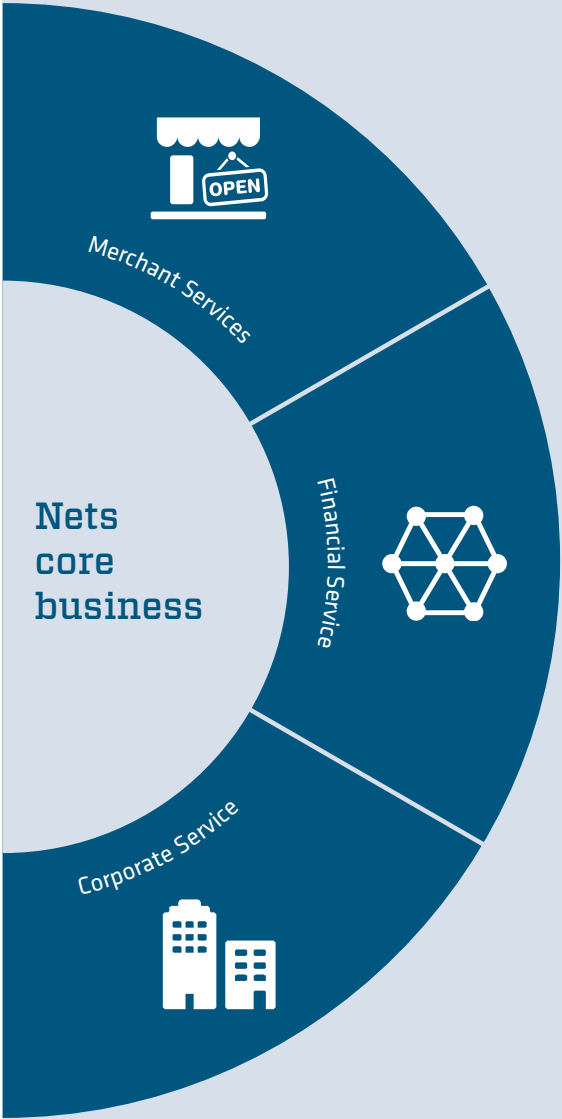 OPEN
Merchant Services
Financial Service
Nets
core
business
Corporate Service